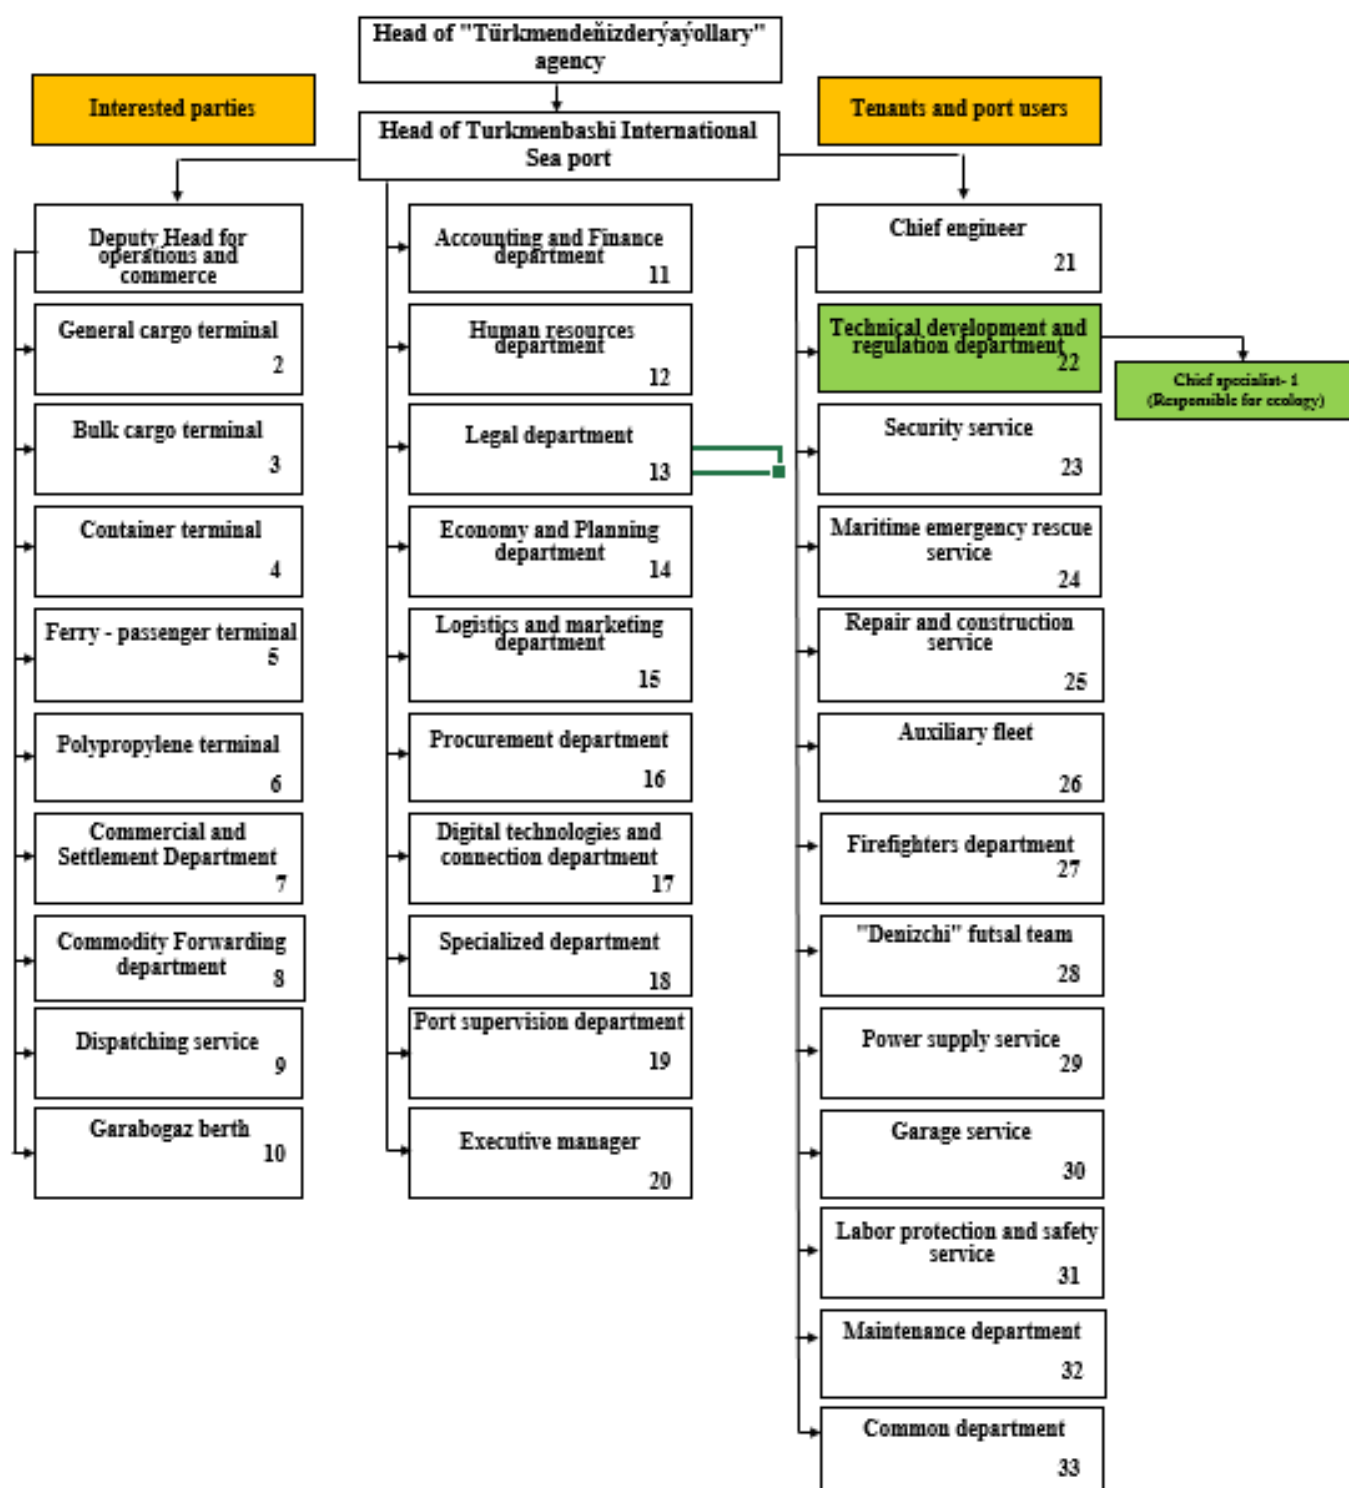 Head of "Türkmendeňizderýaýollary"
agency
Interested parties
Tenants and port users
Head of Turkmenbashi International
Sea port
Deputy Head for
operations and
commerce
General cargo terminal
2
Bulk cargo terminal
3
Container terminal
4
Ferry - passenger terminal
5
Polypropylene terminal
6
Commercial and
Settlement Department
7
Commodity Forwarding
department
8
Dispatching service
9
Garabogaz berth
10
Accounting and Finance
department
11
Human resources
department
12
Legal department
13
Economy and Planning
department
14
Logistics and marketing
department
15
Procurement department
16
Digital technologies and
connection department
17
Specialized department
18
Port supervision department
19
Executive manager
20
Chief engineer
21
Technical development and
regulation department
22
Chief specialist- 1
(Responsible for ecology)
Security service
23
Maritime emergency rescue
service
24
Repair and construction
service
25
Auxiliary fleet
26
Firefighters department
27
"Denizchi" futsal team
28
Power supply service
29
Garage service
30
Labor protection and safety
service
31
Maintenance department
32
Common department
33